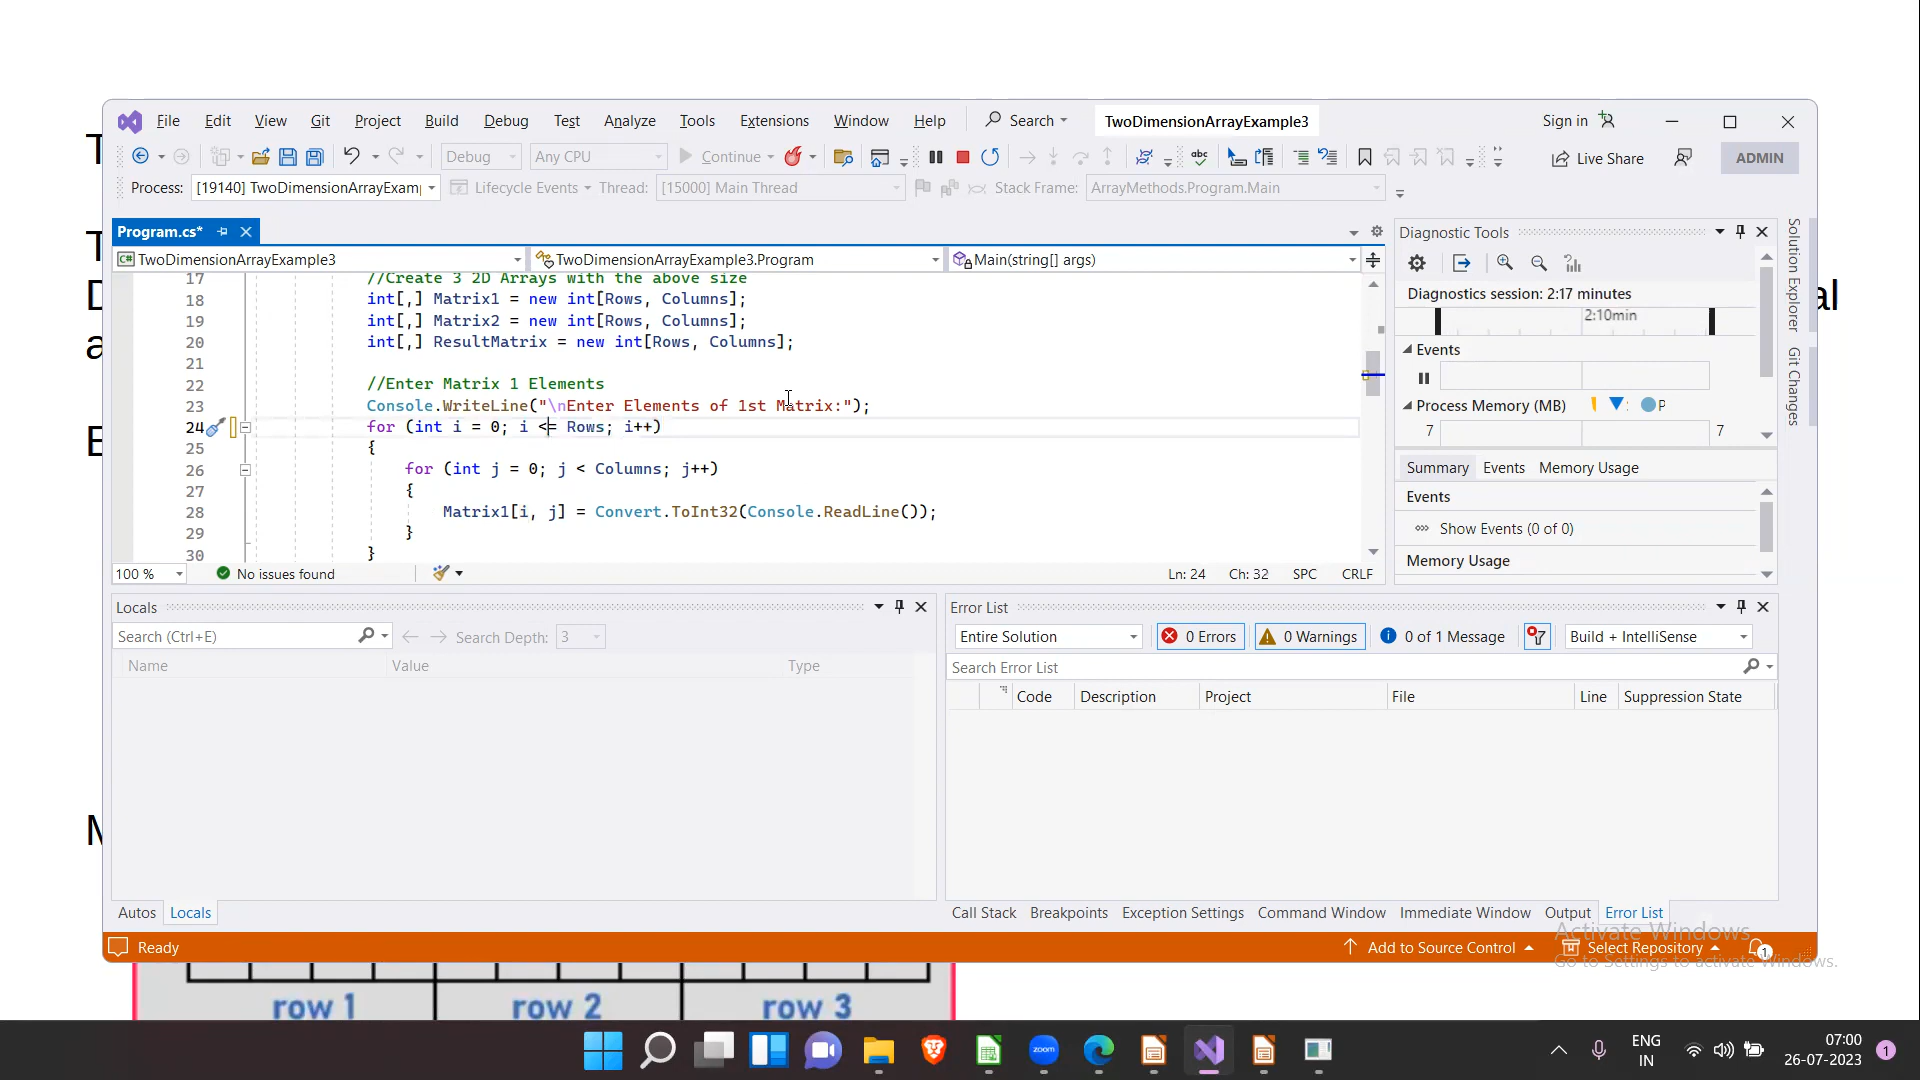 T
T
D
al
a
E
M
File Edit View Git Project Build Debug Test Analyze Tools Extensions Window Help Search TwoDimensionArrayExample3 Sign in
Debug Any CPU Continue Live Share ADMIN
Process: [19140] TwoDimensionArrayExam Lifecycle Events Thread: [15000] Main Thread Stack Frame: ArrayMethods.Program.Main
Program.cs*
TwoDimensionArrayExample3 TwoDimensionArrayExample3.Program Main(string[] args)
17 //Create 3 2D Arrays with the above size
18 int[,] Matrix1 = new int[Rows, Columns];
19 int[,] Matrix2 = new int[Rows, Columns];
20 int[,] ResultMatrix = new int[Rows, Columns];
21
22 //Enter Matrix 1 Elements
23 Console.WriteLine("\nEnter Elements of 1st Matrix:");
24 for (int i = 0; i <= Rows; i++)
25 {
26 for (int j = 0; j < Columns; j++)
27 {
28 Matrix1[i, j] = Convert.ToInt32(Console.ReadLine());
29 }
30 }
100 % No issues found Ln: 24 Ch: 32 SPC CRLF
Diagnostic Tools
Diagnostics session: 2:17 minutes
2:10min
Events
Process Memory (MB) P
7 7
Summary Events Memory Usage
Events
Show Events (0 of 0)
Memory Usage
Solution Explorer
Git Changes
Locals
Search (Ctrl+E) Search Depth: 3
Name Value Type
Autos Locals
Error List
Entire Solution 0 Errors 0 Warnings 0 of 1 Message Build + IntelliSense
Search Error List
Code Description Project File Line Suppression State
Call Stack Breakpoints Exception Settings Command Window Immediate Window Output Error List
Activate Windows
Go to Settings to activate Windows.
Ready Add to Source Control Select Repository 1
row 1 row 2 row 3
zoom
ENG
IN
07:00
26-07-2023
1